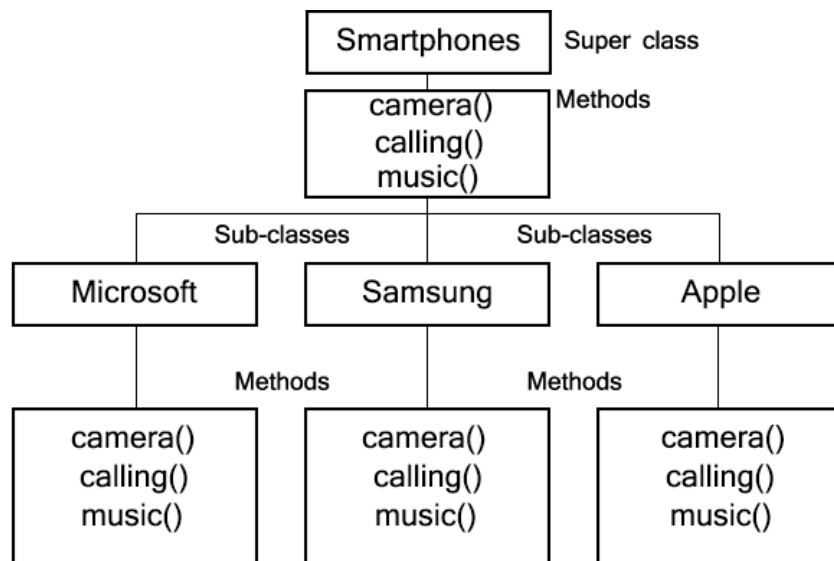 Smartphones
Super class
camera()
Methods
calling()
music()
Sub-classes
Sub-classes
Microsoft
Samsung
Apple
Methods
Methods
camera()
calling()
music()
camera()
calling()
music()
camera()
calling()
music()